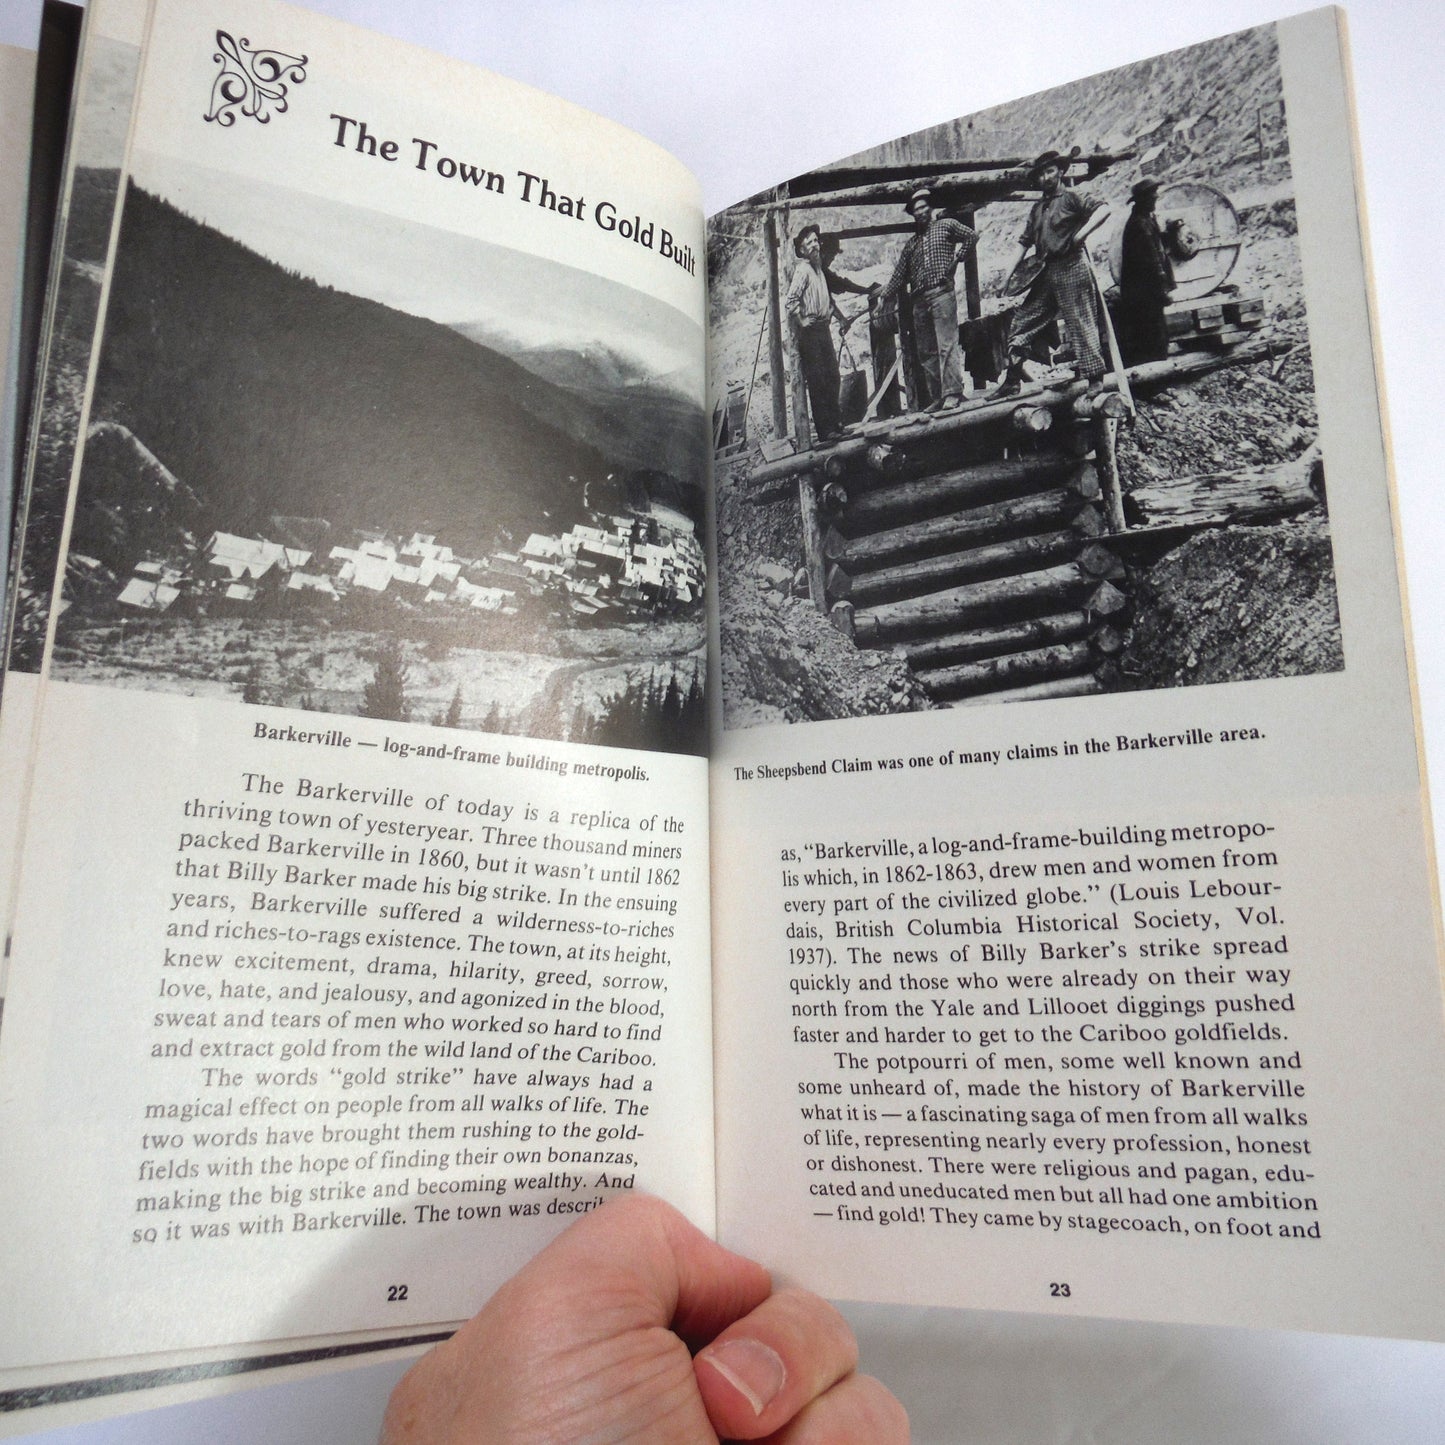 The Town That Gold Built
Barkerville — log-and-frame building metropolis.
The Barkerville of today is a replica of the
thriving town of yesteryear. Three thousand miners
packed Barkerville in 1860, but it wasn't until 1862
that Billy Barker made his big strike. In the ensuing
years, Barkerville suffered a wilderness-to-riches
and riches-to-rags existence. The town, at its height,
knew excitement, drama, hilarity, greed, sorrow,
love, hate, and jealousy, and agonized in the blood,
sweat and tears of men who worked so hard to find
and extract gold from the wild land of the Cariboo.
The words "gold strike" have always had a
magical effect on people from all walks of life. The
two words have brought them rushing to the gold-
fields with the hope of finding their own bonanzas,
making the big strike and becoming wealthy. And
so it was with Barkerville. The town was
22
The Sheepsbend Claim was one of many claims in the Barkerville area.
as, "Barkerville, a log-and-frame-building metropo-
lis which, in 1862-1863, drew men and women from
every part of the civilized globe." (Louis Lebour-
dais, British Columbia Historical Society, Vol.
1937). The news of Billy Barker's strike spread
quickly and those who were already on their way
north from the Yale and Lillooet diggings pushed
faster and harder to get to the Cariboo goldfields.
The potpourri of men, some well known and
some unheard of, made the history of Barkerville
what it is — a fascinating saga of men from all walks
of life, representing nearly every profession, honest
or dishonest. There were religious and pagan, edu-
cated and uneducated men but all had one ambition
— find gold! They came by stagecoach, on foot and
23